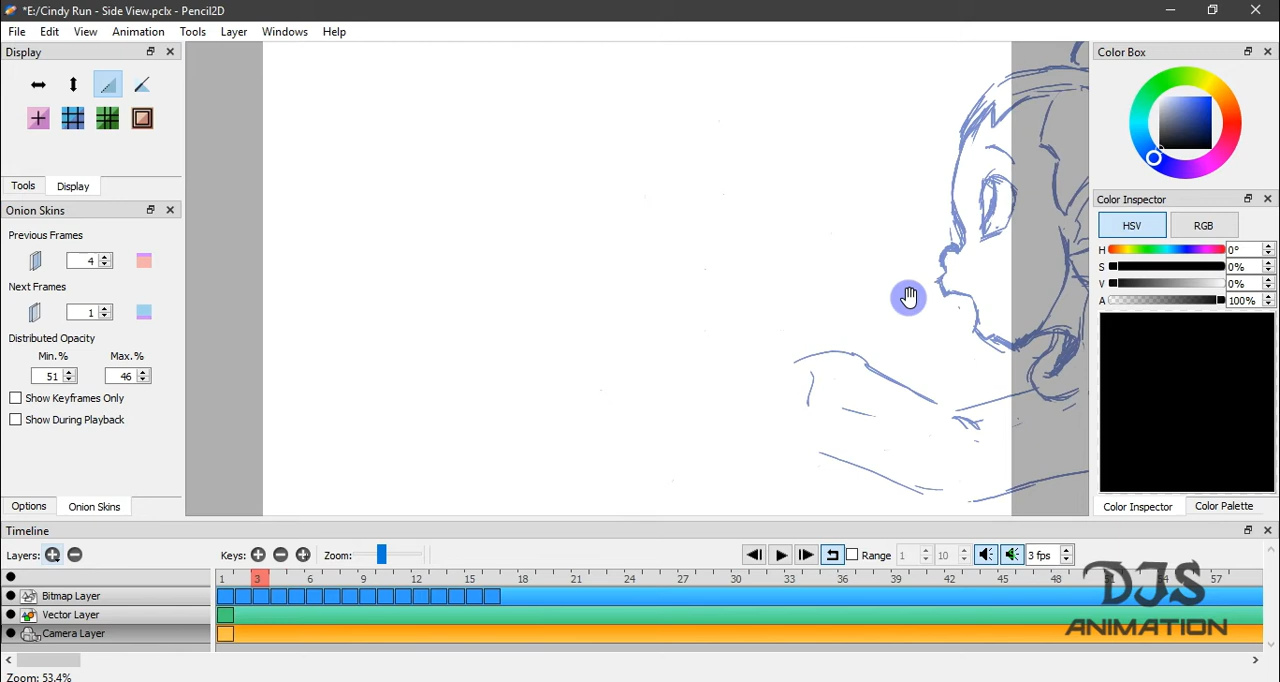 *E:/Cindy Run - Side View.pclx - Pencil2D
File Edit View Animation Tools Layer Windows Help
Display
Tools Display
Onion Skins
Previous Frames
4
Next Frames
1
Distributed Opacity
Min.% Max.%
51 46
Show Keyframes Only
Show During Playback
Options Onion Skins
Color Box
Color Inspector
HSV RGB
H 0°
S 0%
V 0%
A 100%
Color Inspector Color Palette
Timeline
Layers: Keys: Zoom: Range 1 10 3 fps
1 3 6 9 12 15 18 21 24 27 30 33 36 39 42 45 48 51 54 57
Bitmap Layer
Vector Layer
Camera Layer
DJS
ANIMATION
Zoom: 53.4%